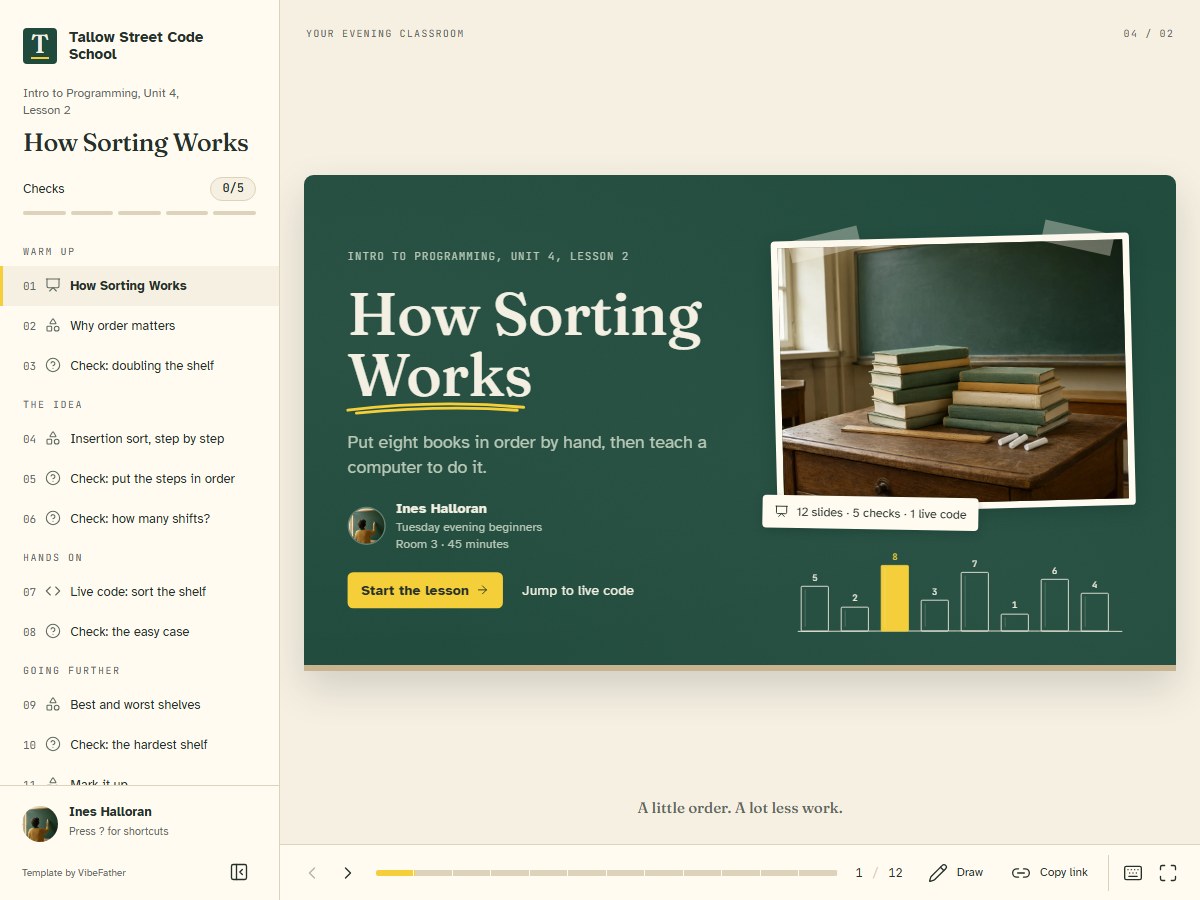 T
Tallow Street Code
School
Intro to Programming, Unit 4,
Lesson 2
How Sorting Works
Checks
0/5
WARM UP
01 How Sorting Works
02 Why order matters
03 Check: doubling the shelf
THE IDEA
04 Insertion sort, step by step
05 Check: put the steps in order
06 Check: how many shifts?
HANDS ON
07 Live code: sort the shelf
08 Check: the easy case
GOING FURTHER
09 Best and worst shelves
10 Check: the hardest shelf
11 Mark it up
Ines Halloran
Press ? for shortcuts
Template by VibeFather
YOUR EVENING CLASSROOM
04 / 02
INTRO TO PROGRAMMING, UNIT 4, LESSON 2
How Sorting
Works
Put eight books in order by hand, then teach a
computer to do it.
Ines Halloran
Tuesday evening beginners
Room 3 · 45 minutes
Start the lesson →
Jump to live code
12 slides · 5 checks · 1 live code
5 2 8 3 7 1 6 4
A little order. A lot less work.
1 / 12
Draw
Copy link